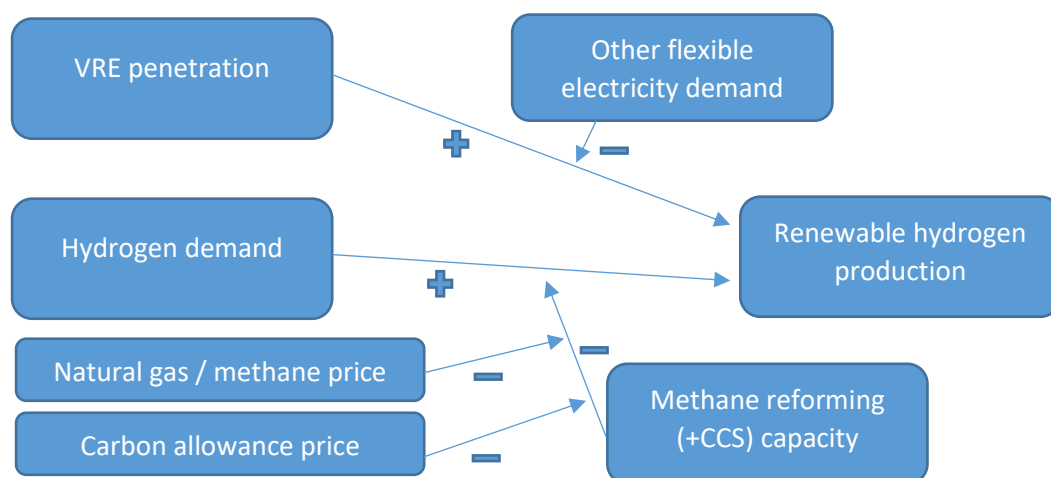 VRE penetration
Other flexible
electricity demand
Hydrogen demand
Renewable hydrogen
production
Natural gas / methane price
Methane reforming
(+CCS) capacity
Carbon allowance price